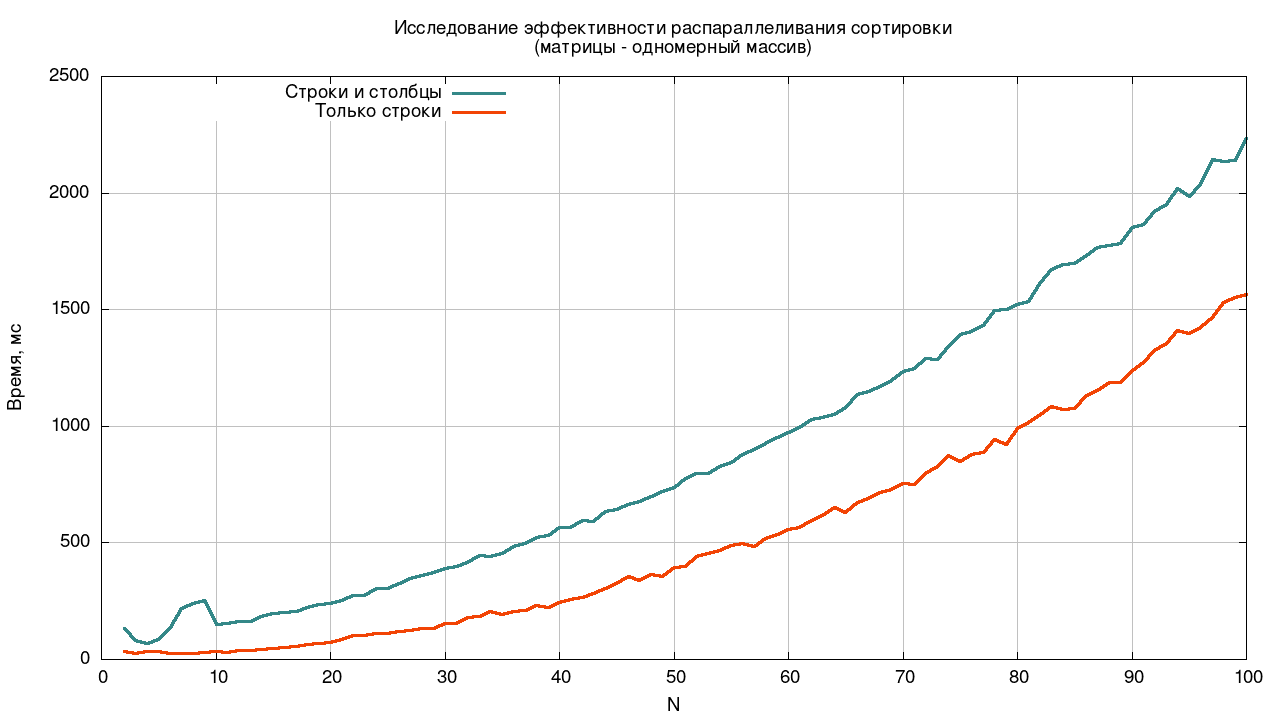 Исследование эффективности распараллеливания сортировки
(матрицы - одномерный массив)
Строки и столбцы
Только строки
2500
2000
1500
1000
500
0
Время, мс
0 10 20 30 40 50 60 70 80 90 100
N